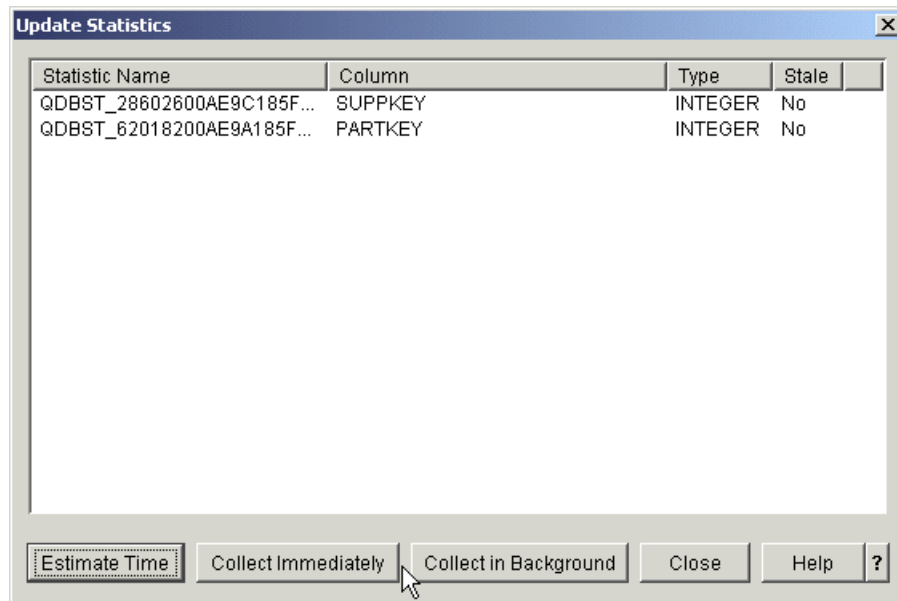 Update Statistics
Statistic Name Column Type Stale
QDBST_28602600AE9C185F... SUPPKEY INTEGER No
QDBST_62018200AE9A185F... PARTKEY INTEGER No
Estimate Time Collect Immediately Collect in Background Close Help ?